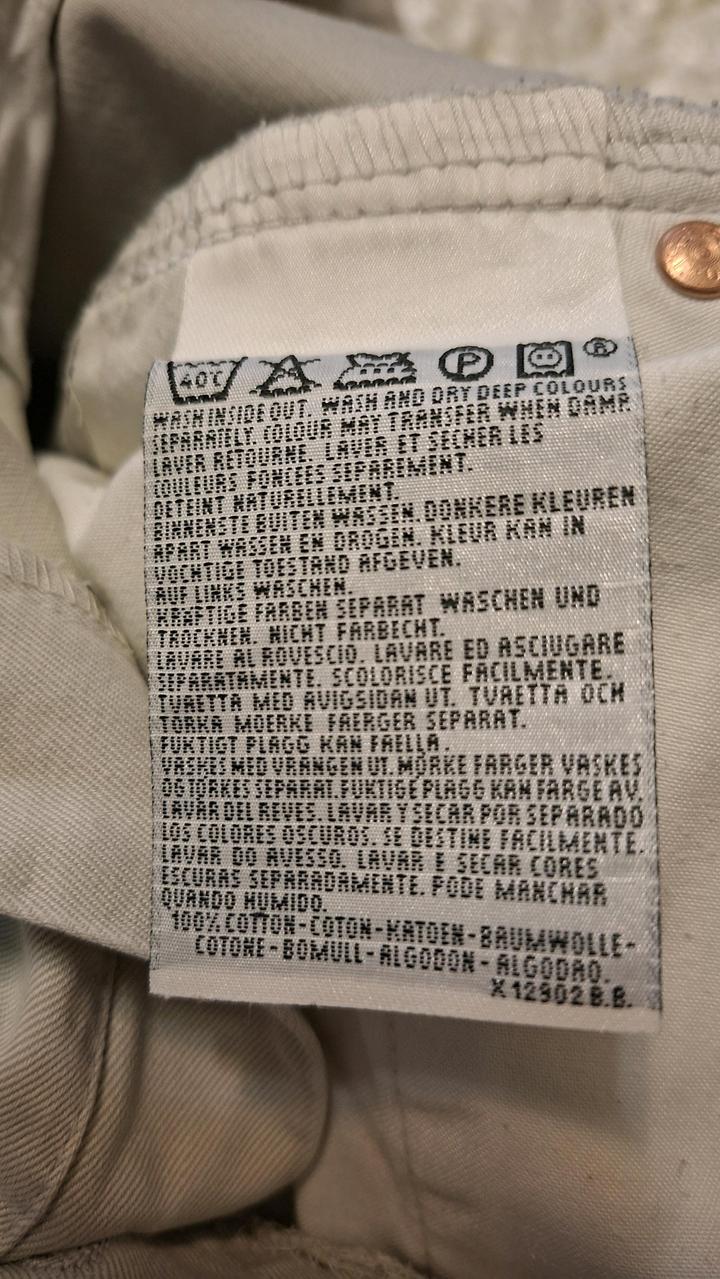 40C P ®
WASH INSIDE OUT. WASH AND DRY DEEP COLOURS
SEPARATELY. COLOUR MAY TRANSFER WHEN DAMP
LAVER RETOURNE. LAVER ET SECHER LES
COULEURS FONCEES SEPAREMENT.
DETEINT NATURELLEMENT.
BINNENSTE BUITEN WASSEN. DONKERE KLEUREN
APART WASSEN EN DROGEN. KLEUR KAN IN
VOCHTIGE TOESTAND AFGEVEN.
AUF LINKS WASCHEN.
KRAFTIGE FARBEN SEPARAT WASCHEN UND
TROCKNEN. NICHT FARBECHT.
LAVARE AL ROVESCIO. LAVARE ED ASCIUGARE
SEPARATAMENTE. SCOLORISCE FACILMENTE.
TVAETTA MED AVIGSIDAN UT. TVAETTA OCH
TORKA MOERKE FAERGER SEPARAT.
FUKTIGT PLAGG KAN FAELLA.
VASKES MED VRANGEN UT. MØRKE FARGER VASKES
OG TØRKES SEPARAT. FUKTIGE PLAGG KAN FARGE AV.
LAVAR DEL REVES. LAVAR Y SECAR POR SEPARADO
LOS COLORES OSCUROS. SE DESTINE FACILMENTE.
LAVAR DO AVESSO. LAVAR E SECAR CORES
ESCURAS SEPARADAMENTE. PODE MANCHAR
QUANDO HUMIDO.
100% COTTON-COTON-KATOEN-BAUMWOLLE-
COTONE-BOMULL-ALGODON-ALGODAO.
X12902 B.B.